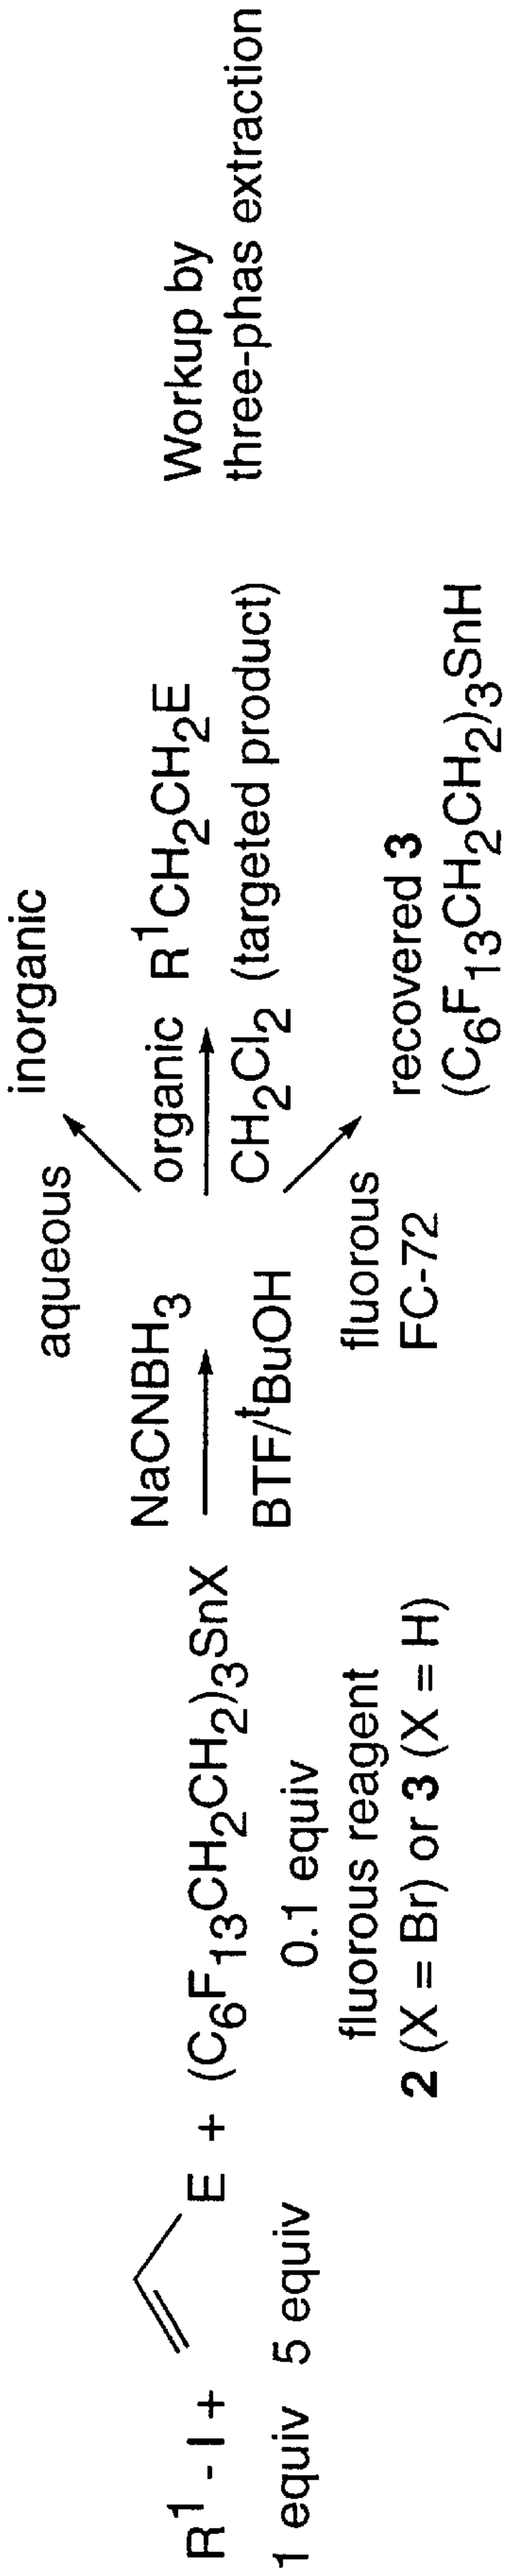 R¹ - I +
E + (C₆F₁₃CH₂CH₂)₃SnX
1 equiv 5 equiv
0.1 equiv
fluorous reagent
2 (X = Br) or 3 (X = H)
NaCNBH₃
BTF/ᵗBuOH
aqueous
inorganic
organic R¹CH₂CH₂E
CH₂Cl₂ (targeted product)
fluorous
FC-72
recovered 3
(C₆F₁₃CH₂CH₂)₃SnH
Workup by
three-phas extraction